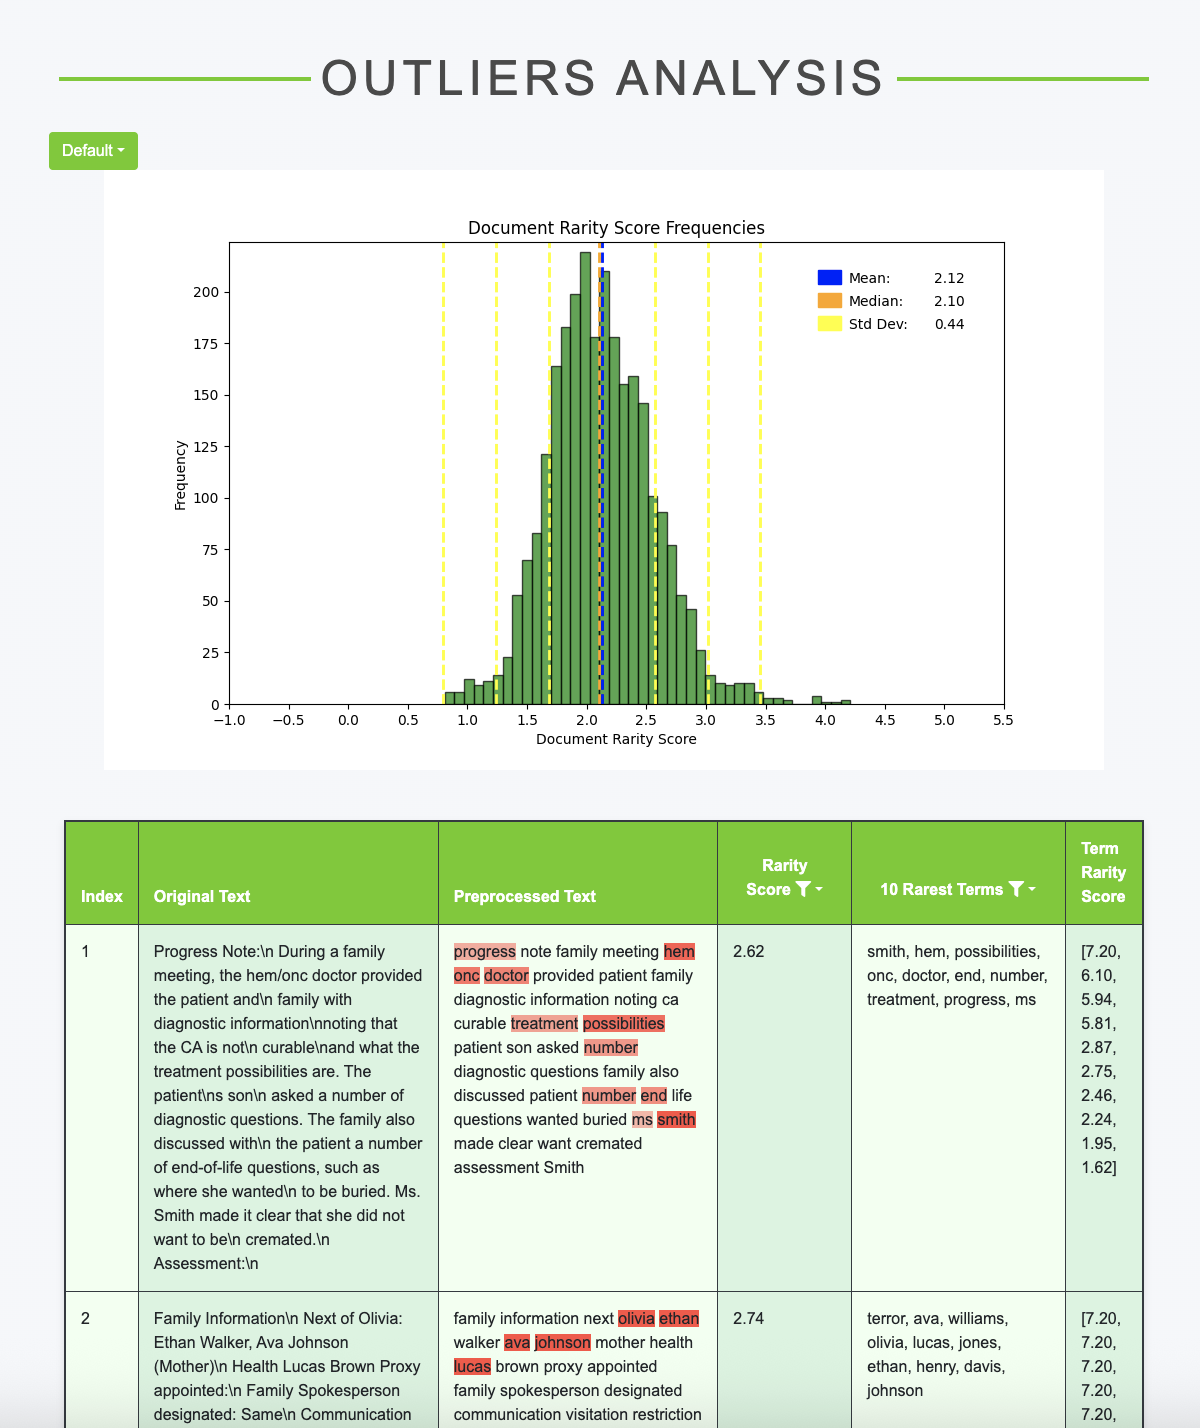 OUTLIERS ANALYSIS
Default
Document Rarity Score Frequencies
Mean: 2.12
Median: 2.10
Std Dev: 0.44
Frequency
200
175
150
125
100
75
50
25
0
−1.0 −0.5 0.0 0.5 1.0 1.5 2.0 2.5 3.0 3.5 4.0 4.5 5.0 5.5
Document Rarity Score
Index
Original Text
Preprocessed Text
Rarity
Score
10 Rarest Terms
Term
Rarity
Score
1
Progress Note:\n During a family
meeting, the hem/onc doctor provided
the patient and\n family with
diagnostic information\nnoting that
the CA is not\n curable\nand what the
treatment possibilities are. The
patient\ns son\n asked a number of
diagnostic questions. The family also
discussed with\n the patient a number
of end-of-life questions, such as
where she wanted\n to be buried. Ms.
Smith made it clear that she did not
want to be\n cremated.\n
Assessment:\n
progress note family meeting hem
onc doctor provided patient family
diagnostic information noting ca
curable treatment possibilities
patient son asked number
diagnostic questions family also
discussed patient number end life
questions wanted buried ms smith
made clear want cremated
assessment Smith
2.62
smith, hem, possibilities,
onc, doctor, end, number,
treatment, progress, ms
[7.20,
6.10,
5.94,
5.81,
2.87,
2.75,
2.46,
2.24,
1.95,
1.62]
2
Family Information\n Next of Olivia:
Ethan Walker, Ava Johnson
(Mother)\n Health Lucas Brown Proxy
appointed:\n Family Spokesperson
designated: Same\n Communication
family information next olivia ethan
walker ava johnson mother health
lucas brown proxy appointed
family spokesperson designated
communication visitation restriction
2.74
terror, ava, williams,
olivia, lucas, jones,
ethan, henry, davis,
johnson
[7.20,
7.20,
7.20,
7.20,
7.20,